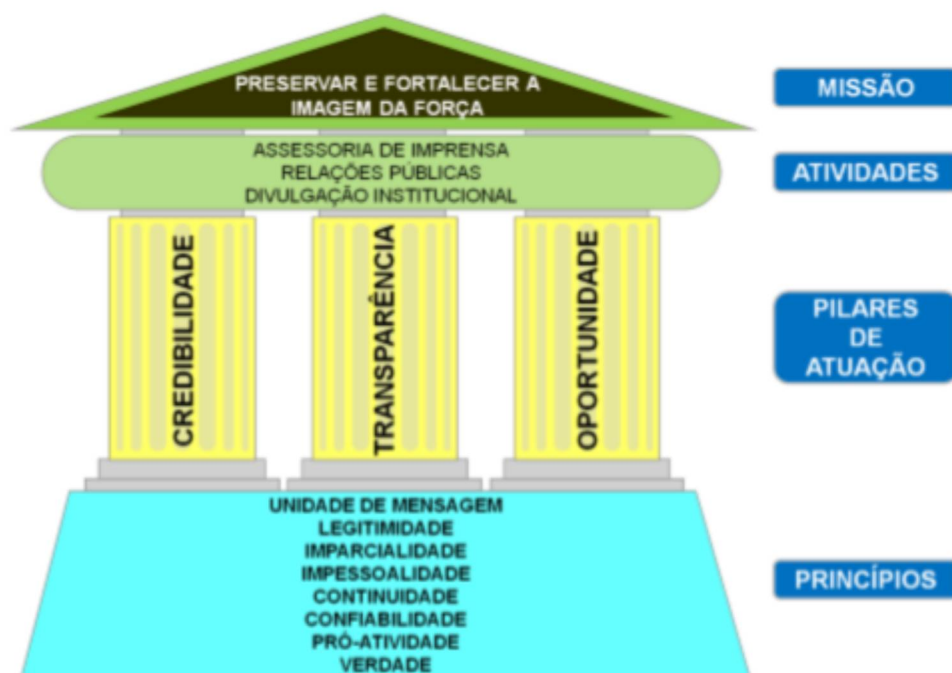 PRESERVAR E FORTALECER A
IMAGEM DA FORÇA
MISSÃO
ASSESSORIA DE IMPRENSA
RELAÇÕES PÚBLICAS
DIVULGAÇÃO INSTITUCIONAL
ATIVIDADES
CREDIBILIDADE
TRANSPARÊNCIA
OPORTUNIDADE
PILARES
DE
ATUAÇÃO
UNIDADE DE MENSAGEM
LEGITIMIDADE
IMPARCIALIDADE
IMPESSOALIDADE
CONTINUIDADE
CONFIABILIDADE
PRÓ-ATIVIDADE
VERDADE
PRINCÍPIOS